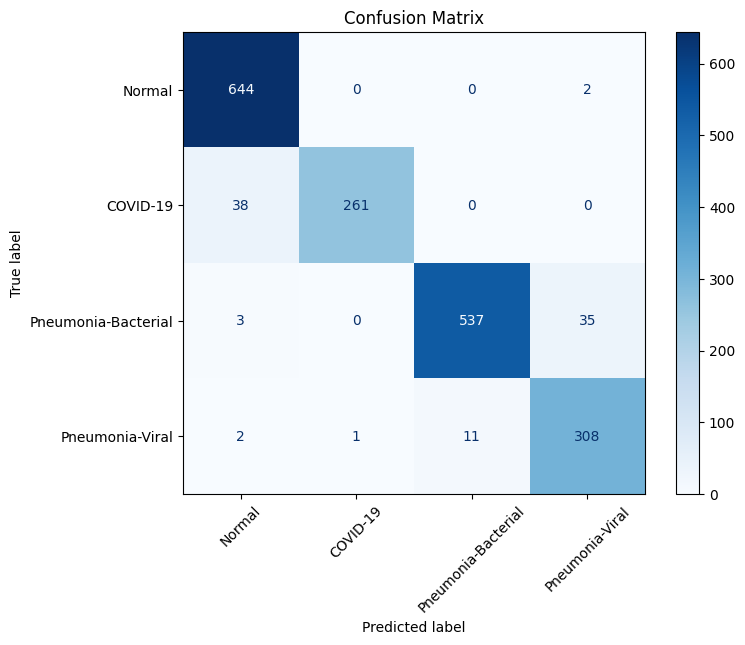 Confusion Matrix
True label
Normal 644 0 0 2
COVID-19 38 261 0 0
Pneumonia-Bacterial 3 0 537 35
Pneumonia-Viral 2 1 11 308
Normal COVID-19 Pneumonia-Bacterial Pneumonia-Viral
Predicted label
600
500
400
300
200
100
0